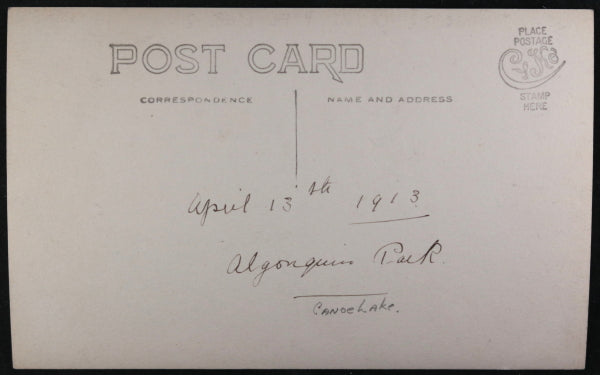 POST CARD
CORRESPONDENCE
NAME AND ADDRESS
PLACE
POSTAGE
STAMP
HERE
April 13th 1913
Algonquin Park.
Canoe Lake.